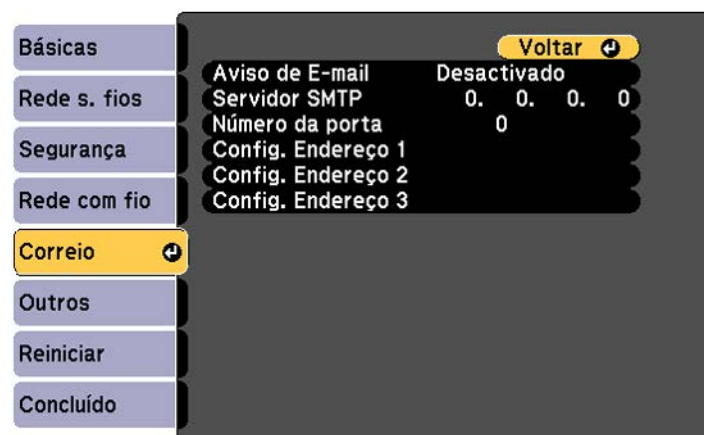 Básicas
Rede s. fios
Segurança
Rede com fio
Correio
Outros
Reiniciar
Concluído
Voltar
Aviso de E-mail Desactivado
Servidor SMTP 0. 0. 0. 0
Número da porta 0
Config. Endereço 1
Config. Endereço 2
Config. Endereço 3